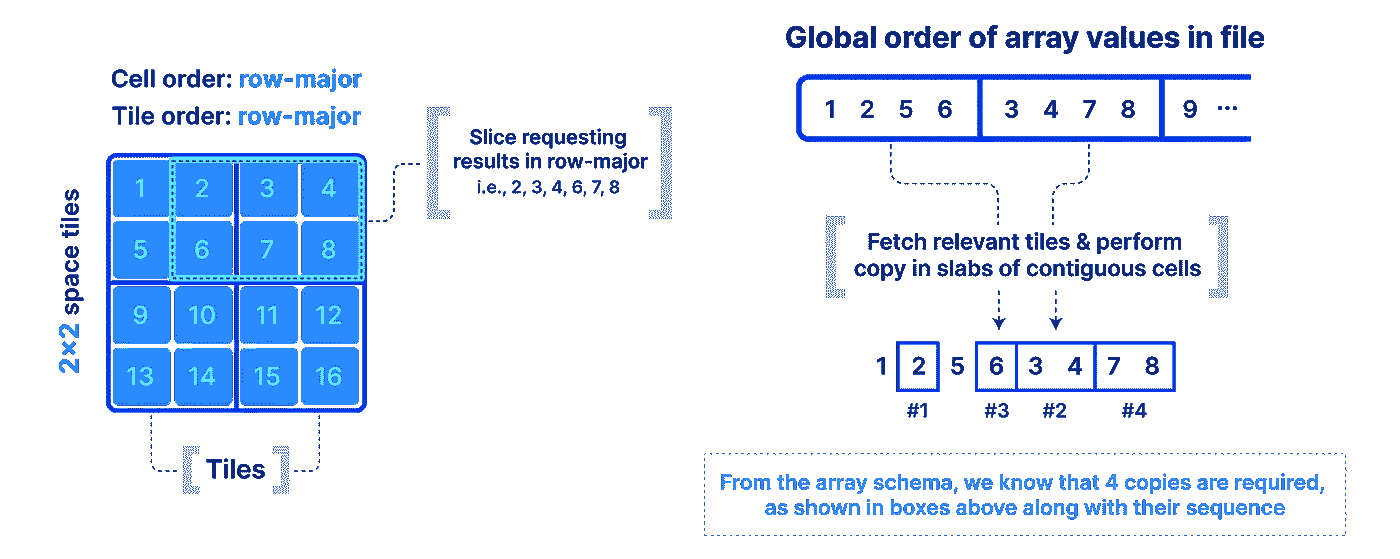 Cell order: row-major
Tile order: row-major
2×2 space tiles
1 2 3 4
5 6 7 8
9 10 11 12
13 14 15 16
Tiles
Slice requesting
results in row-major
i.e., 2, 3, 4, 6, 7, 8
Global order of array values in file
1 2 5 6 3 4 7 8 9 ···
Fetch relevant tiles & perform
copy in slabs of contiguous cells
1 2 5 6 3 4 7 8
#1 #3 #2 #4
From the array schema, we know that 4 copies are required,
as shown in boxes above along with their sequence